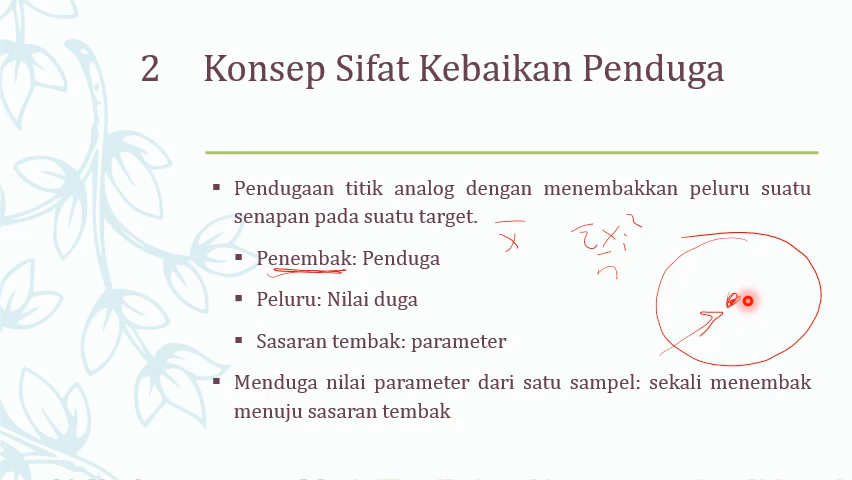 2 Konsep Sifat Kebaikan Penduga
▪ Pendugaan titik analog dengan menembakkan peluru suatu
senapan pada suatu target.
x̅
Σxᵢ²
n
▪ Penembak: Penduga
▪ Peluru: Nilai duga
▪ Sasaran tembak: parameter
▪ Menduga nilai parameter dari satu sampel: sekali menembak
menuju sasaran tembak